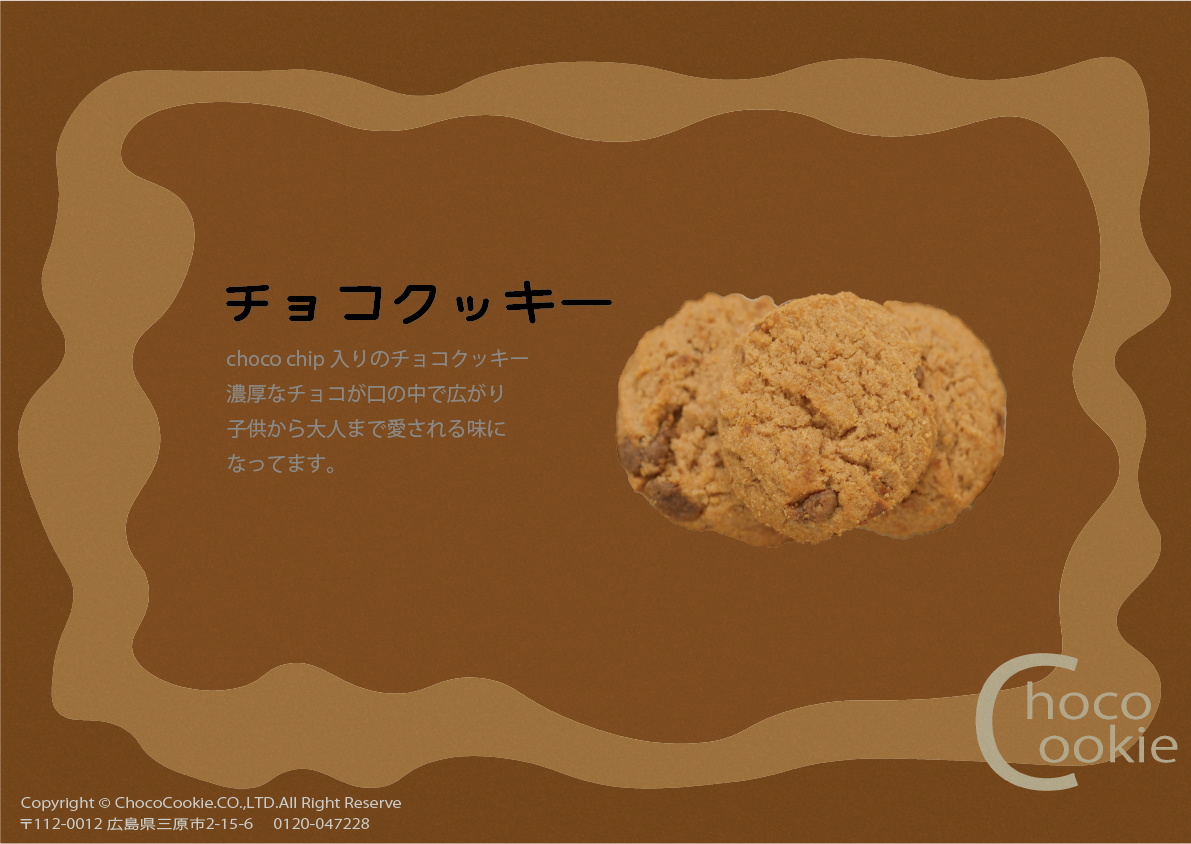 チョコクッキー
choco chip 入りのチョコクッキー
濃厚なチョコが口の中で広がり
子供から大人まで愛される味に
なってます。
Choco
Cookie
Copyright © ChocoCookie.CO.,LTD.All Right Reserve
〒112-0012 広島県三原市2-15-6 0120-047228